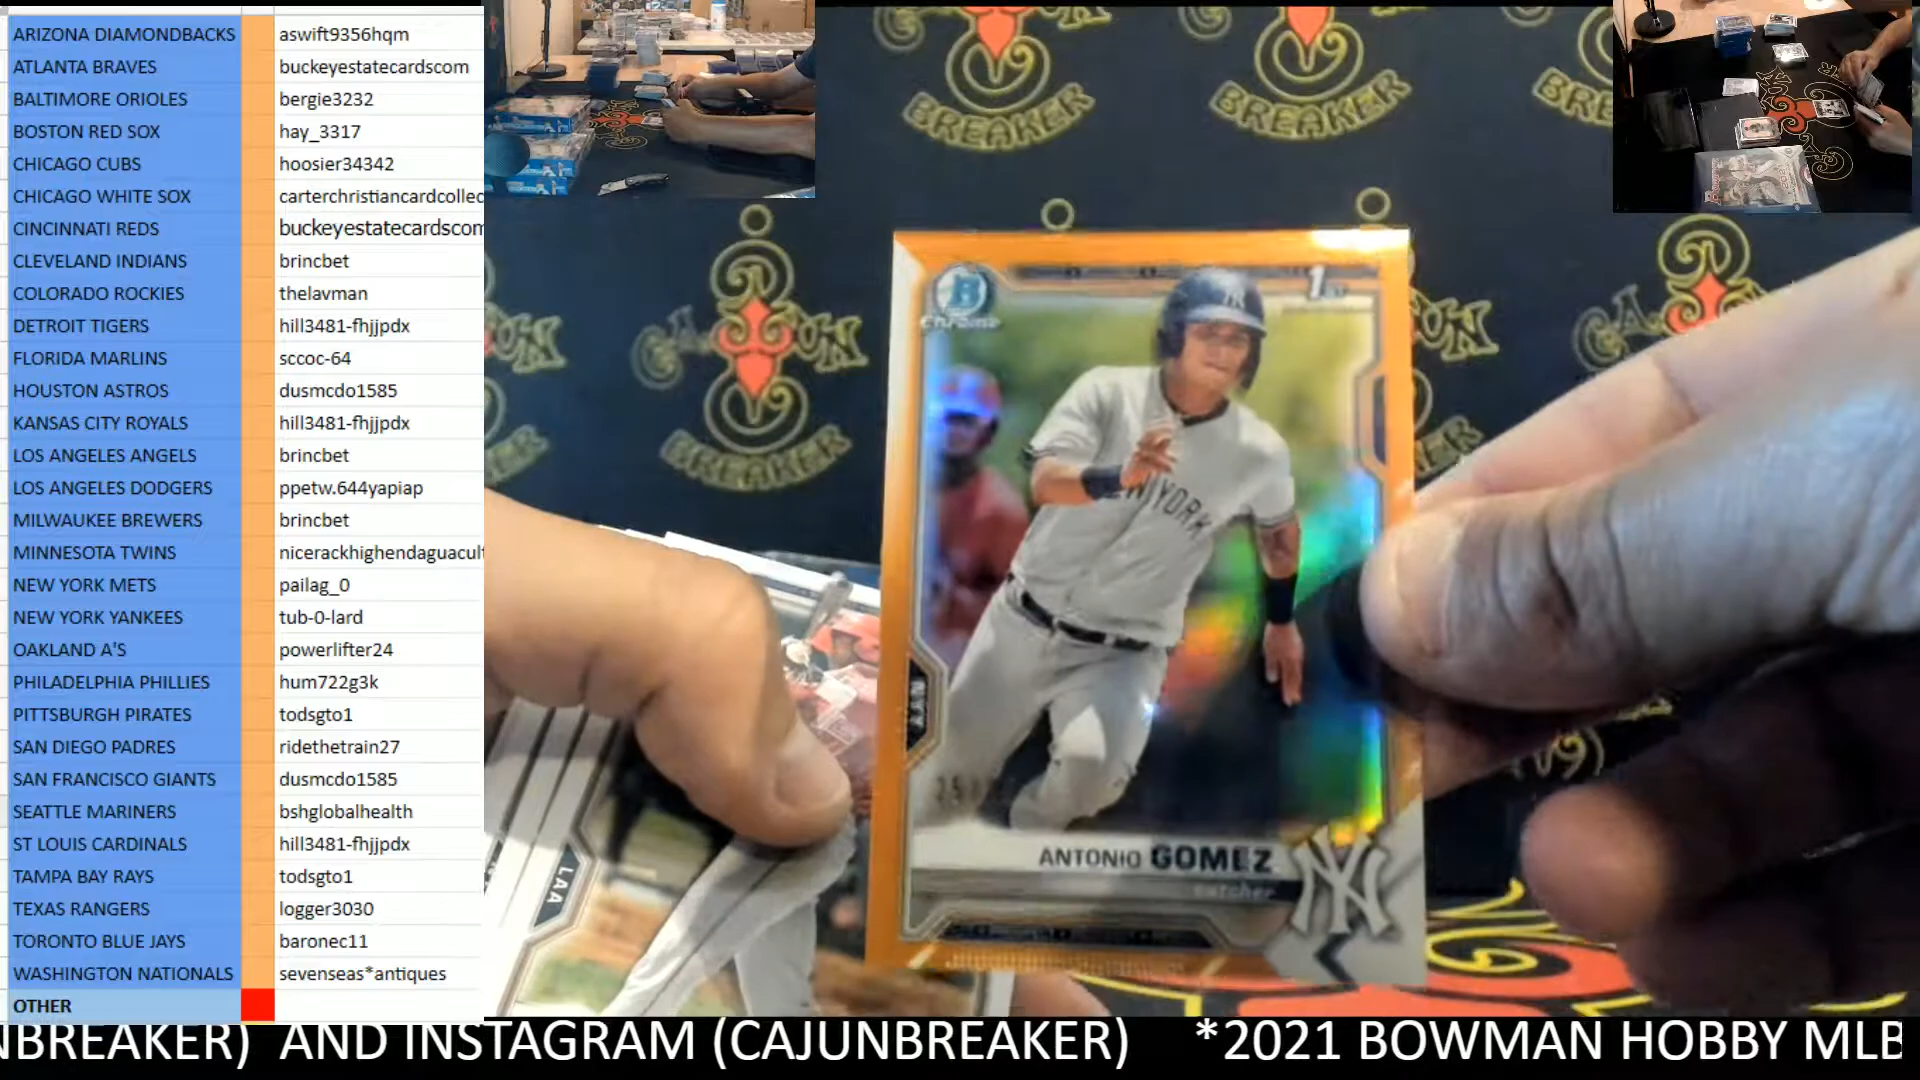 ARIZONA DIAMONDBACKS aswift9356hqm
ATLANTA BRAVES buckeyestatecardscom
BALTIMORE ORIOLES bergie3232
BOSTON RED SOX hay_3317
CHICAGO CUBS hoosier34342
CHICAGO WHITE SOX carterchristiancardcollec
CINCINNATI REDS buckeyestatecardscom
CLEVELAND INDIANS brincbet
COLORADO ROCKIES thelavman
DETROIT TIGERS hill3481-fhjjpdx
FLORIDA MARLINS sccoc-64
HOUSTON ASTROS dusmcdo1585
KANSAS CITY ROYALS hill3481-fhjjpdx
LOS ANGELES ANGELS brincbet
LOS ANGELES DODGERS ppetw.644yapiap
MILWAUKEE BREWERS brincbet
MINNESOTA TWINS nicerackhighendaguacult
NEW YORK METS pailag_0
NEW YORK YANKEES tub-0-lard
OAKLAND A'S powerlifter24
PHILADELPHIA PHILLIES hum722g3k
PITTSBURGH PIRATES todsgto1
SAN DIEGO PADRES ridethetrain27
SAN FRANCISCO GIANTS dusmcdo1585
SEATTLE MARINERS bshglobalhealth
ST LOUIS CARDINALS hill3481-fhjjpdx
TAMPA BAY RAYS todsgto1
TEXAS RANGERS logger3030
TORONTO BLUE JAYS baronec11
WASHINGTON NATIONALS sevenseas*antiques
OTHER
BREAKER
BREAKER
CAJUN
BREAKER
B
Chrome
1ST
NEW YORK
NYY
ANTONIO GOMEZ
catcher
NY
LAA
NBREAKER) AND INSTAGRAM (CAJUNBREAKER) *2021 BOWMAN HOBBY MLB